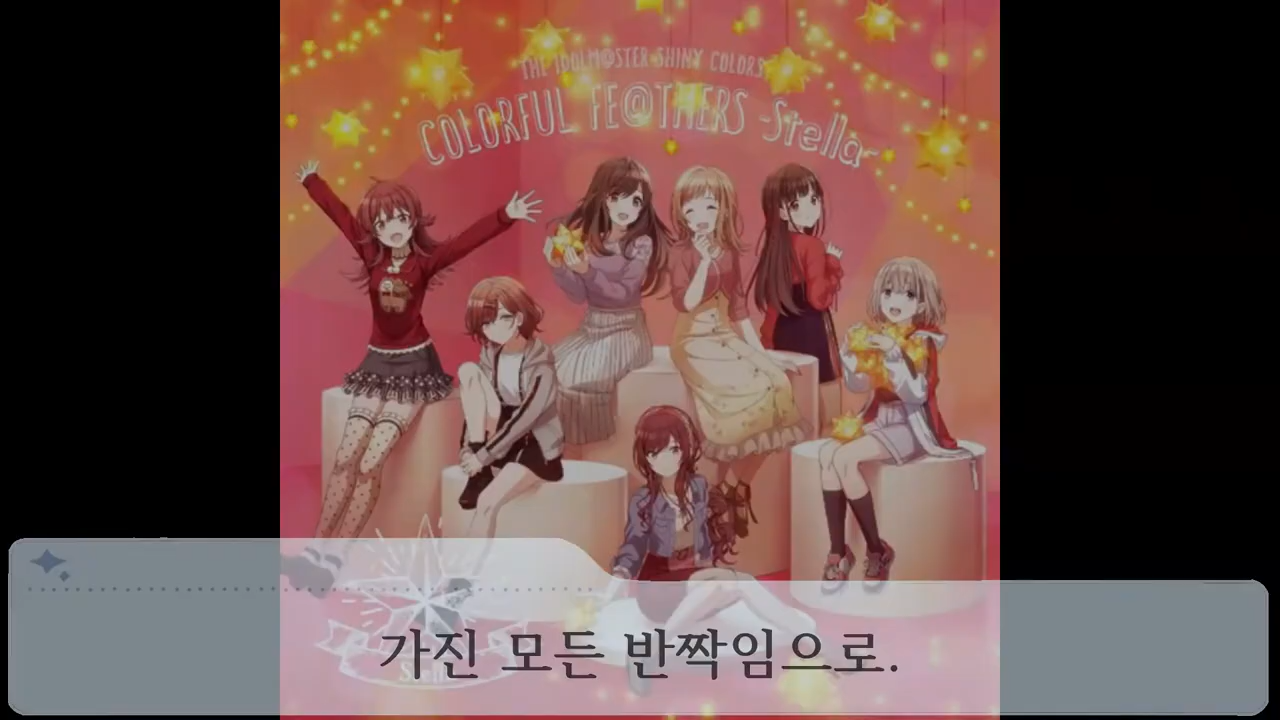 THE IDOLM@STER SHINY COLORS
COLORFUL FE@THERS -Stella-
가진 모든 반짝임으로.